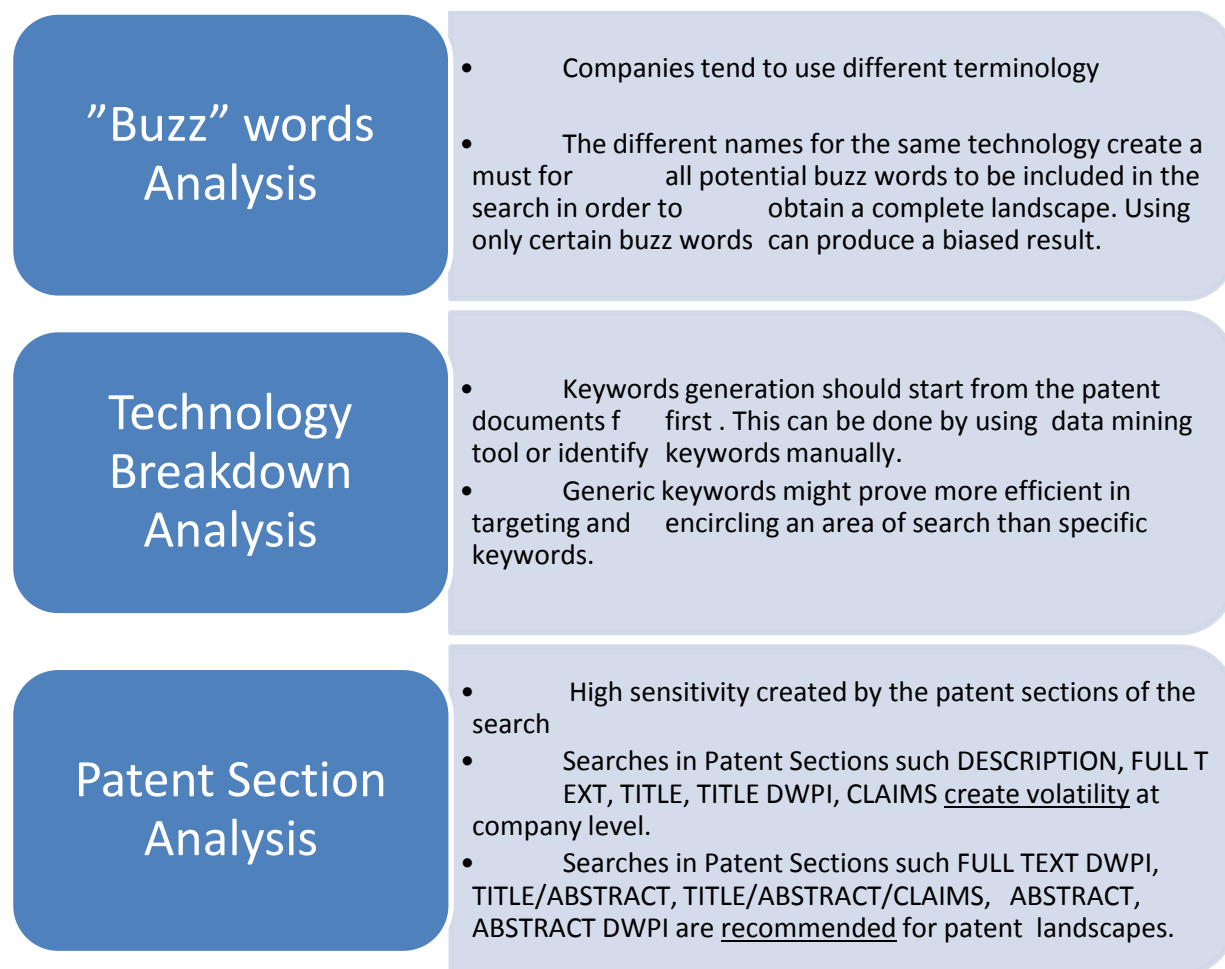 ”Buzz” words
Analysis
• Companies tend to use different terminology
• The different names for the same technology create a
must for all potential buzz words to be included in the
search in order to obtain a complete landscape. Using
only certain buzz words can produce a biased result.
Technology
Breakdown
Analysis
• Keywords generation should start from the patent
documents f first . This can be done by using data mining
tool or identify keywords manually.
• Generic keywords might prove more efficient in
targeting and encircling an area of search than specific
keywords.
Patent Section
Analysis
• High sensitivity created by the patent sections of the
search
• Searches in Patent Sections such DESCRIPTION, FULL T
EXT, TITLE, TITLE DWPI, CLAIMS create volatility at
company level.
• Searches in Patent Sections such FULL TEXT DWPI,
TITLE/ABSTRACT, TITLE/ABSTRACT/CLAIMS, ABSTRACT,
ABSTRACT DWPI are recommended for patent landscapes.